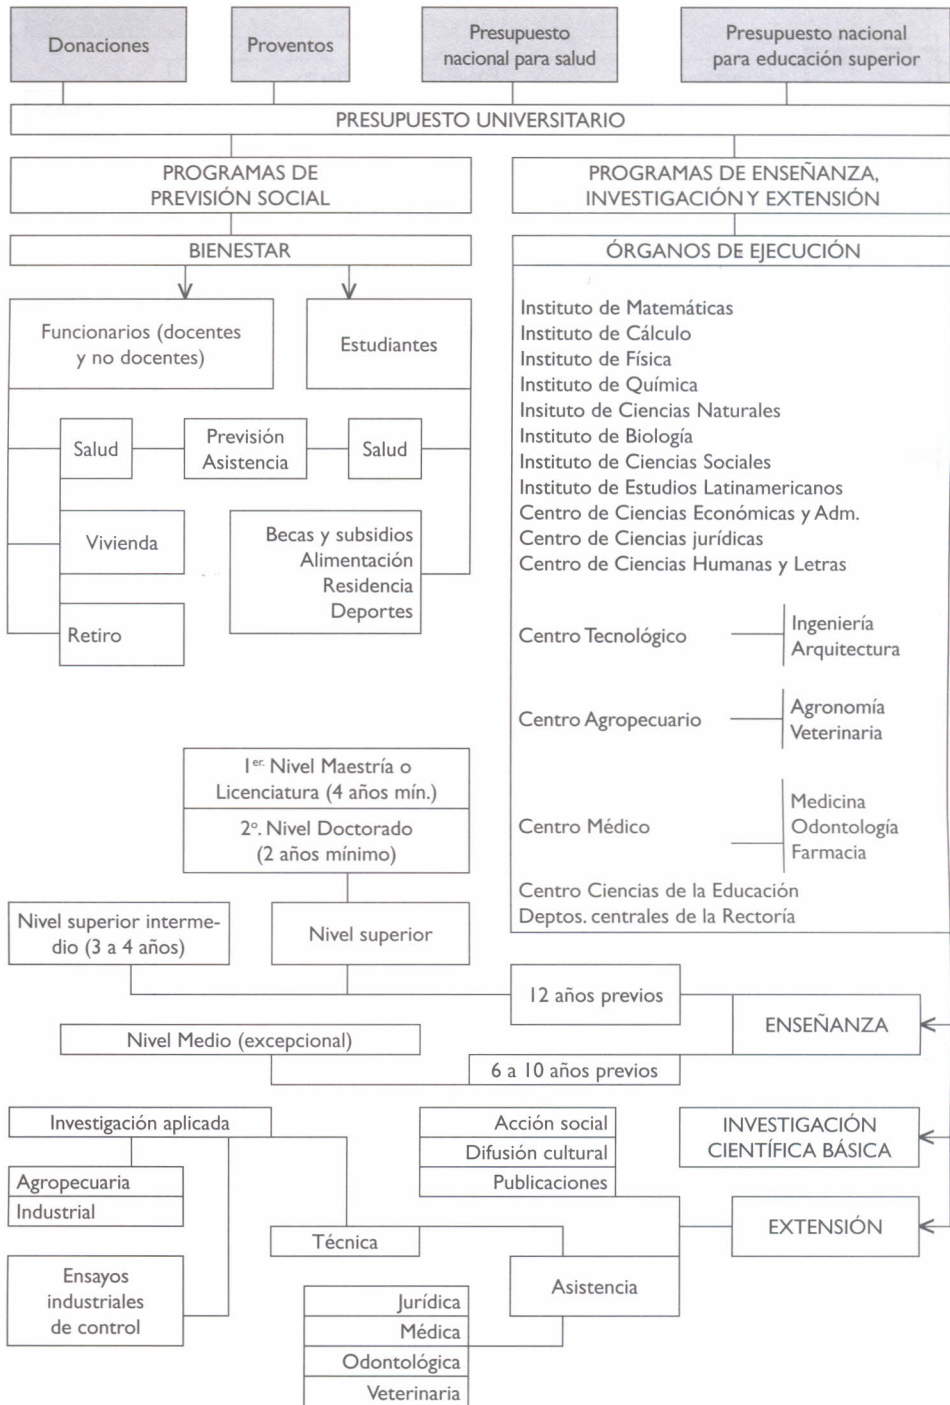 Donaciones
Proventos
Presupuesto
nacional para salud
Presupuesto nacional
para educación superior
PRESUPUESTO UNIVERSITARIO
PROGRAMAS DE
PREVISIÓN SOCIAL
PROGRAMAS DE ENSEÑANZA,
INVESTIGACIÓN Y EXTENSIÓN
BIENESTAR
ÓRGANOS DE EJECUCIÓN
Funcionarios (docentes
y no docentes)
Estudiantes
Salud
Previsión
Asistencia
Salud
Vivienda
Becas y subsidios
Alimentación
Residencia
Deportes
Retiro
Instituto de Matemáticas
Instituto de Cálculo
Instituto de Física
Instituto de Química
Insituto de Ciencias Naturales
Instituto de Biología
Instituto de Ciencias Sociales
Instituto de Estudios Latinamericanos
Centro de Ciencias Económicas y Adm.
Centro de Ciencias jurídicas
Centro de Ciencias Humanas y Letras
Centro Tecnológico
Ingeniería
Arquitectura
Centro Agropecuario
Agronomía
Veterinaria
Centro Médico
Medicina
Odontología
Farmacia
Centro Ciencias de la Educación
Deptos. centrales de la Rectoría
1er. Nivel Maestría o
Licenciatura (4 años mín.)
2º. Nivel Doctorado
(2 años mínimo)
Nivel superior interme-
dio (3 a 4 años)
Nivel superior
12 años previos
ENSEÑANZA
Nivel Medio (excepcional)
6 a 10 años previos
Investigación aplicada
Acción social
Difusión cultural
Publicaciones
INVESTIGACIÓN
CIENTÍFICA BÁSICA
Agropecuaria
Industrial
EXTENSIÓN
Técnica
Ensayos
industriales
de control
Asistencia
Jurídica
Médica
Odontológica
Veterinaria